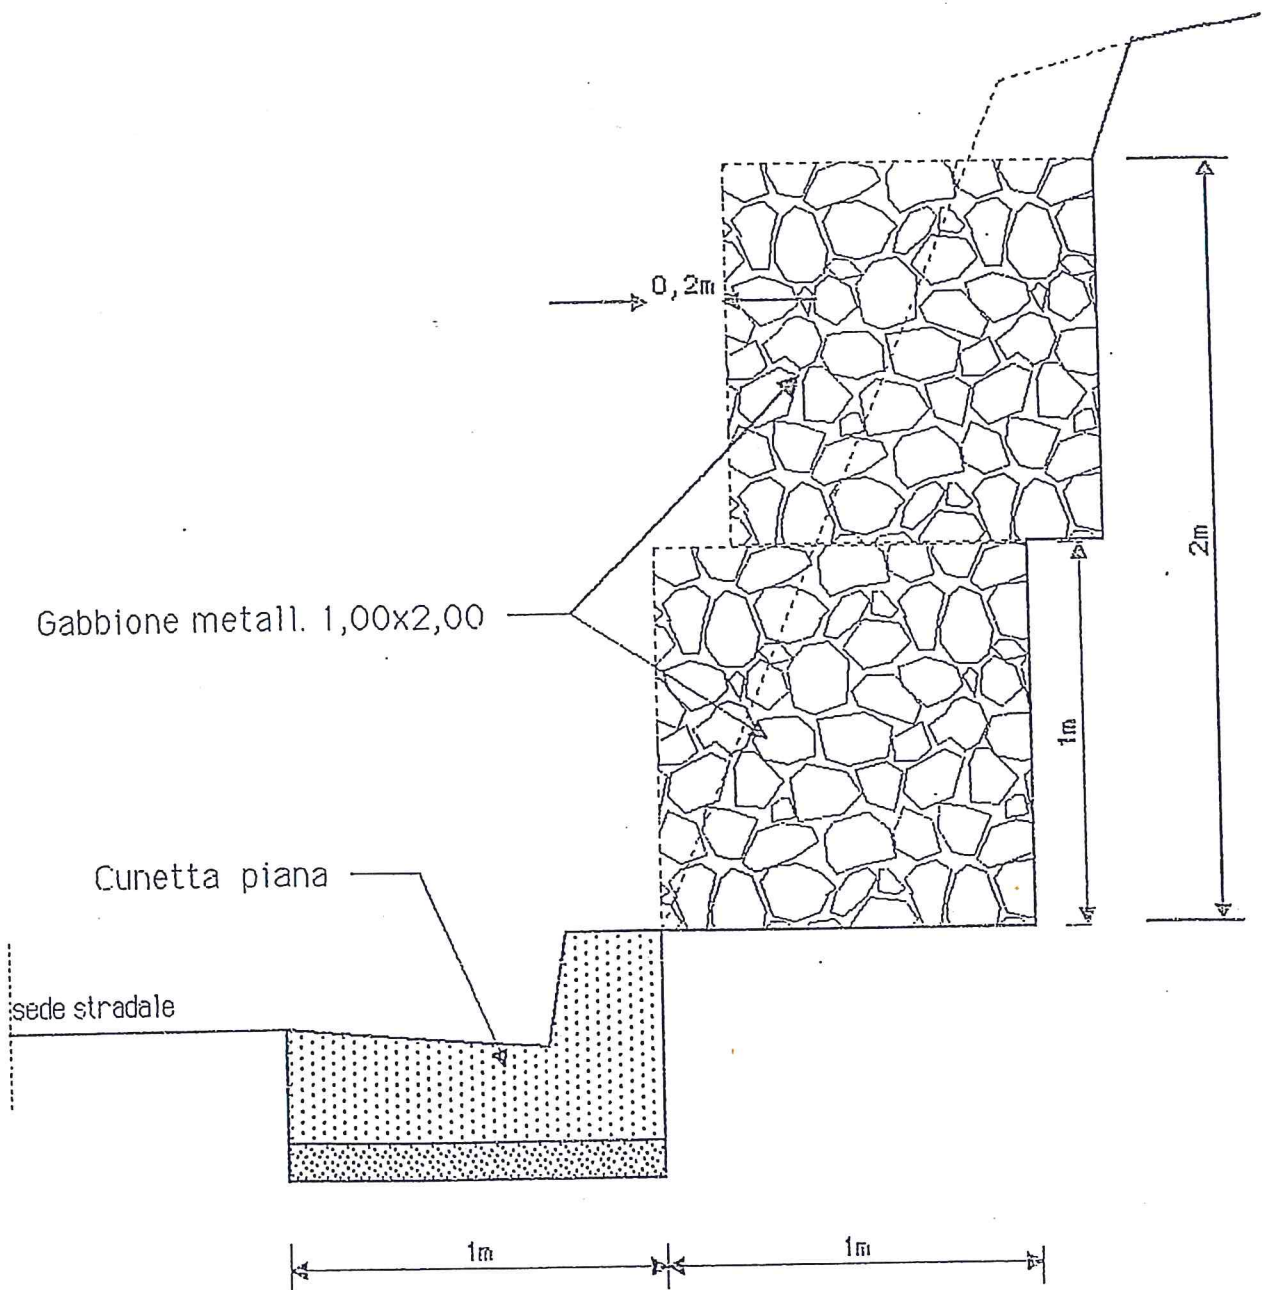 0,2m
2m
Gabbione metall. 1,00x2,00
1m
Cunetta piana
sede stradale
1m
1m